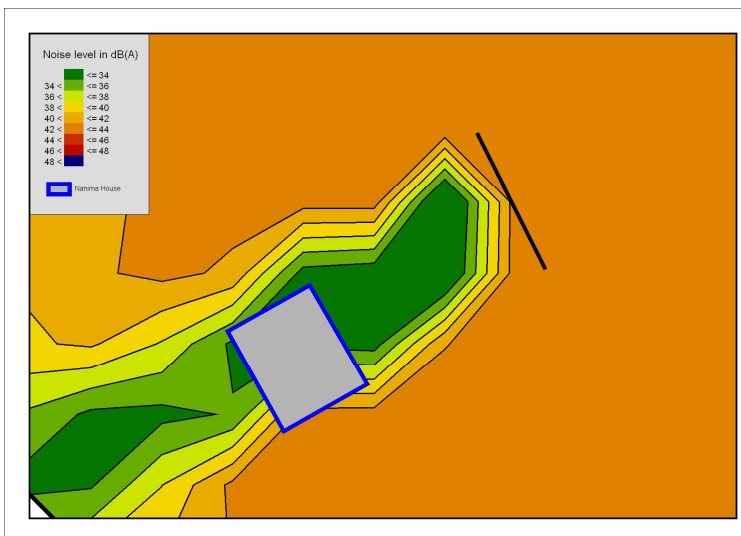 Noise level in dB(A)
<= 34
34 < <= 36
36 < <= 38
38 < <= 40
40 < <= 42
42 < <= 44
44 < <= 46
46 < <= 48
48 <
Nanima House